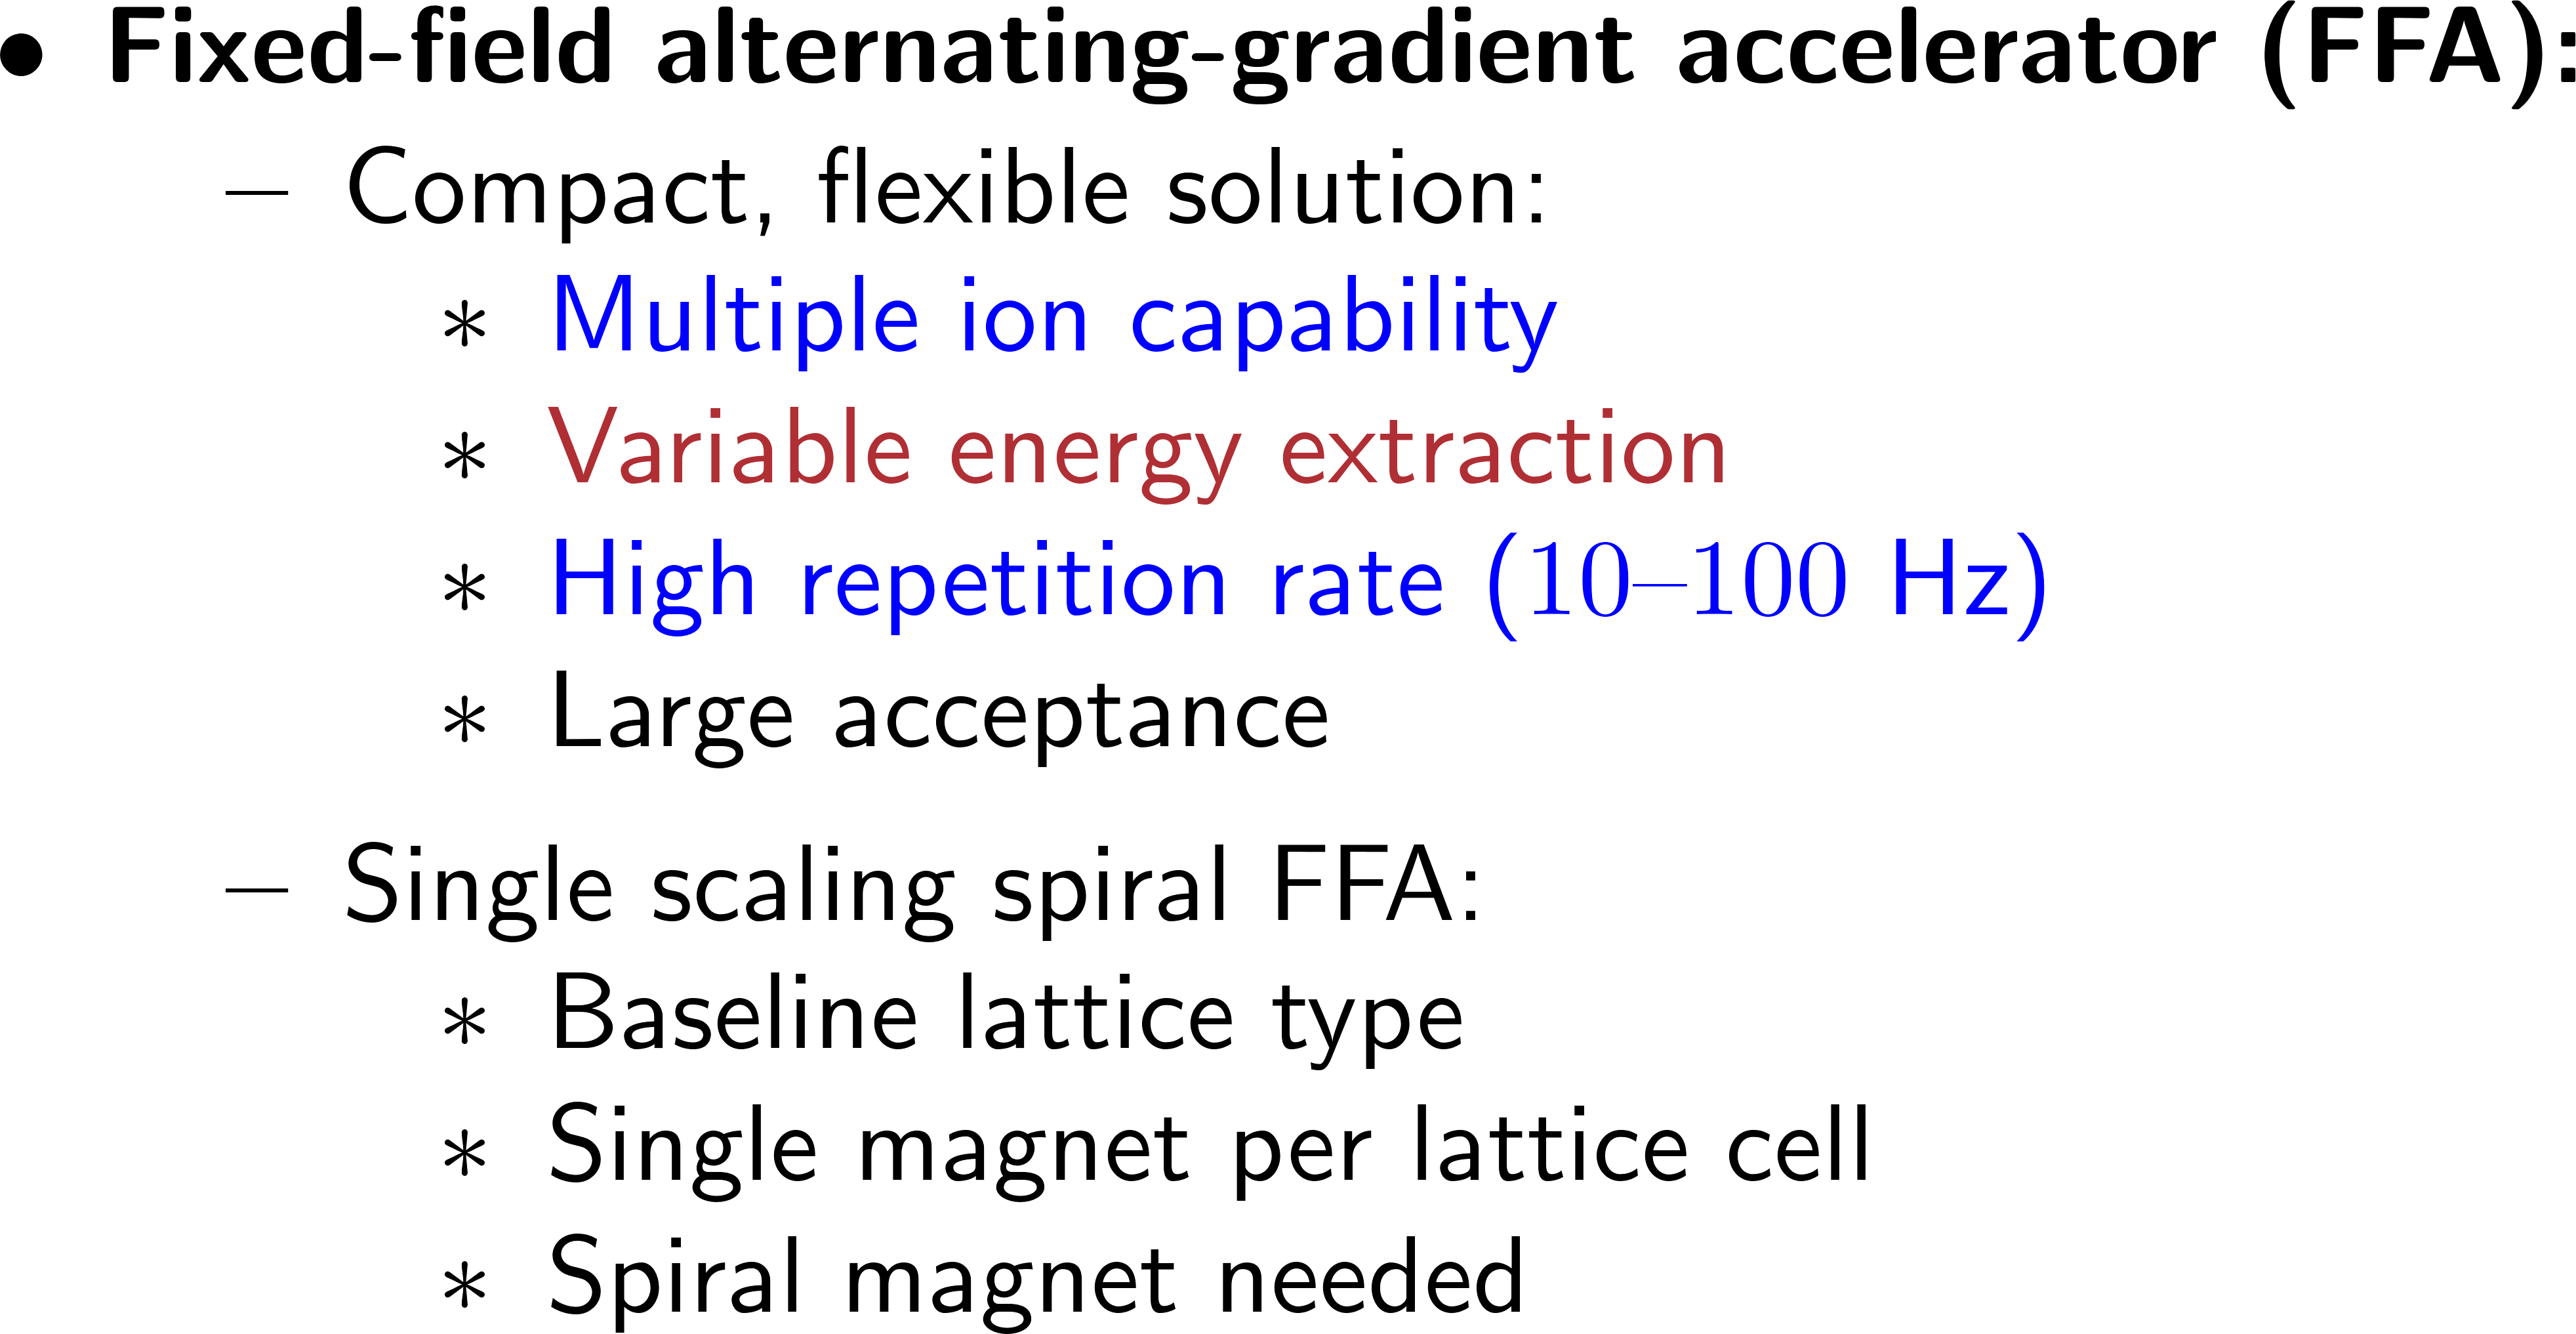 • Fixed-field alternating-gradient accelerator (FFA):
– Compact, flexible solution:
* Multiple ion capability
* Variable energy extraction
* High repetition rate (10–100 Hz)
* Large acceptance
– Single scaling spiral FFA:
* Baseline lattice type
* Single magnet per lattice cell
* Spiral magnet needed